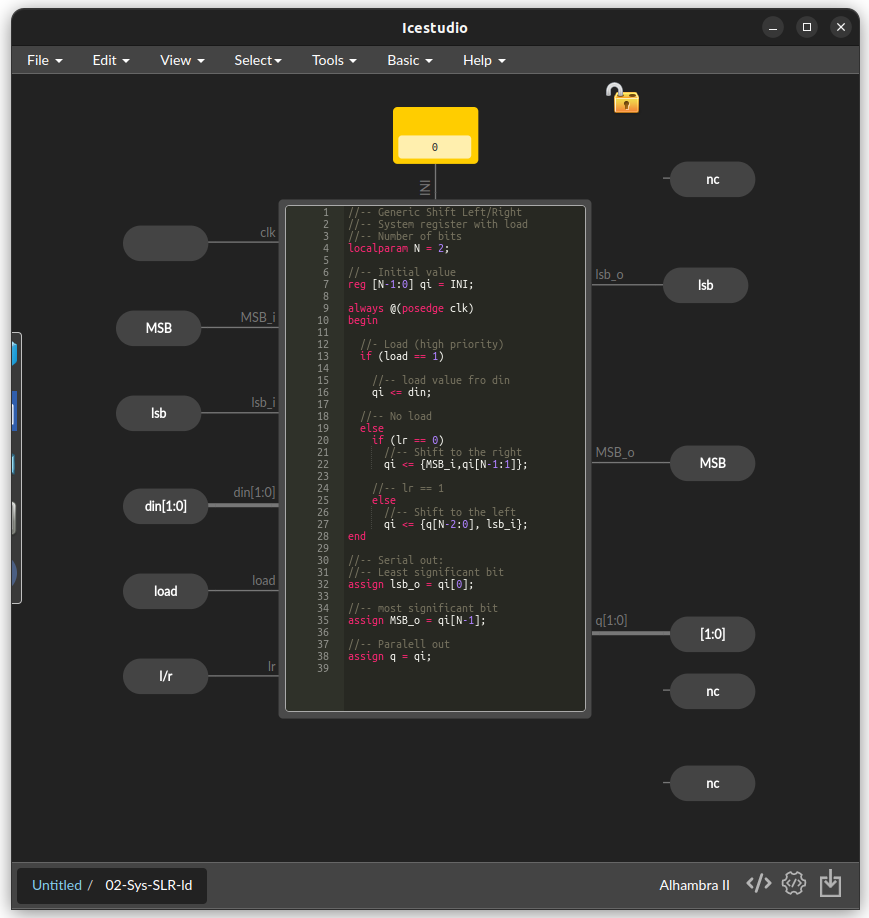 Icestudio
File Edit View Select Tools Basic Help
0
INI
nc
clk
MSB MSB_i
lsb lsb_i
din[1:0] din[1:0]
load load
l/r lr
1 //-- Generic Shift Left/Right
2 //-- System register with load
3 //-- Number of bits
4 localparam N = 2;
5
6 //-- Initial value
7 reg [N-1:0] qi = INI;
8
9 always @(posedge clk)
10 begin
11
12 //- Load (high priority)
13 if (load == 1)
14
15 //-- load value fro din
16 qi <= din;
17
18 //-- No load
19 else
20 if (lr == 0)
21 //-- Shift to the right
22 qi <= {MSB_i,qi[N-1:1]};
23
24 //-- lr == 1
25 else
26 //-- Shift to the left
27 qi <= {q[N-2:0], lsb_i};
28 end
29
30 //-- Serial out:
31 //-- Least significant bit
32 assign lsb_o = qi[0];
33
34 //-- most significant bit
35 assign MSB_o = qi[N-1];
36
37 //-- Paralell out
38 assign q = qi;
39
lsb_o lsb
MSB_o MSB
q[1:0] [1:0]
nc
nc
Untitled / 02-Sys-SLR-ld
Alhambra II